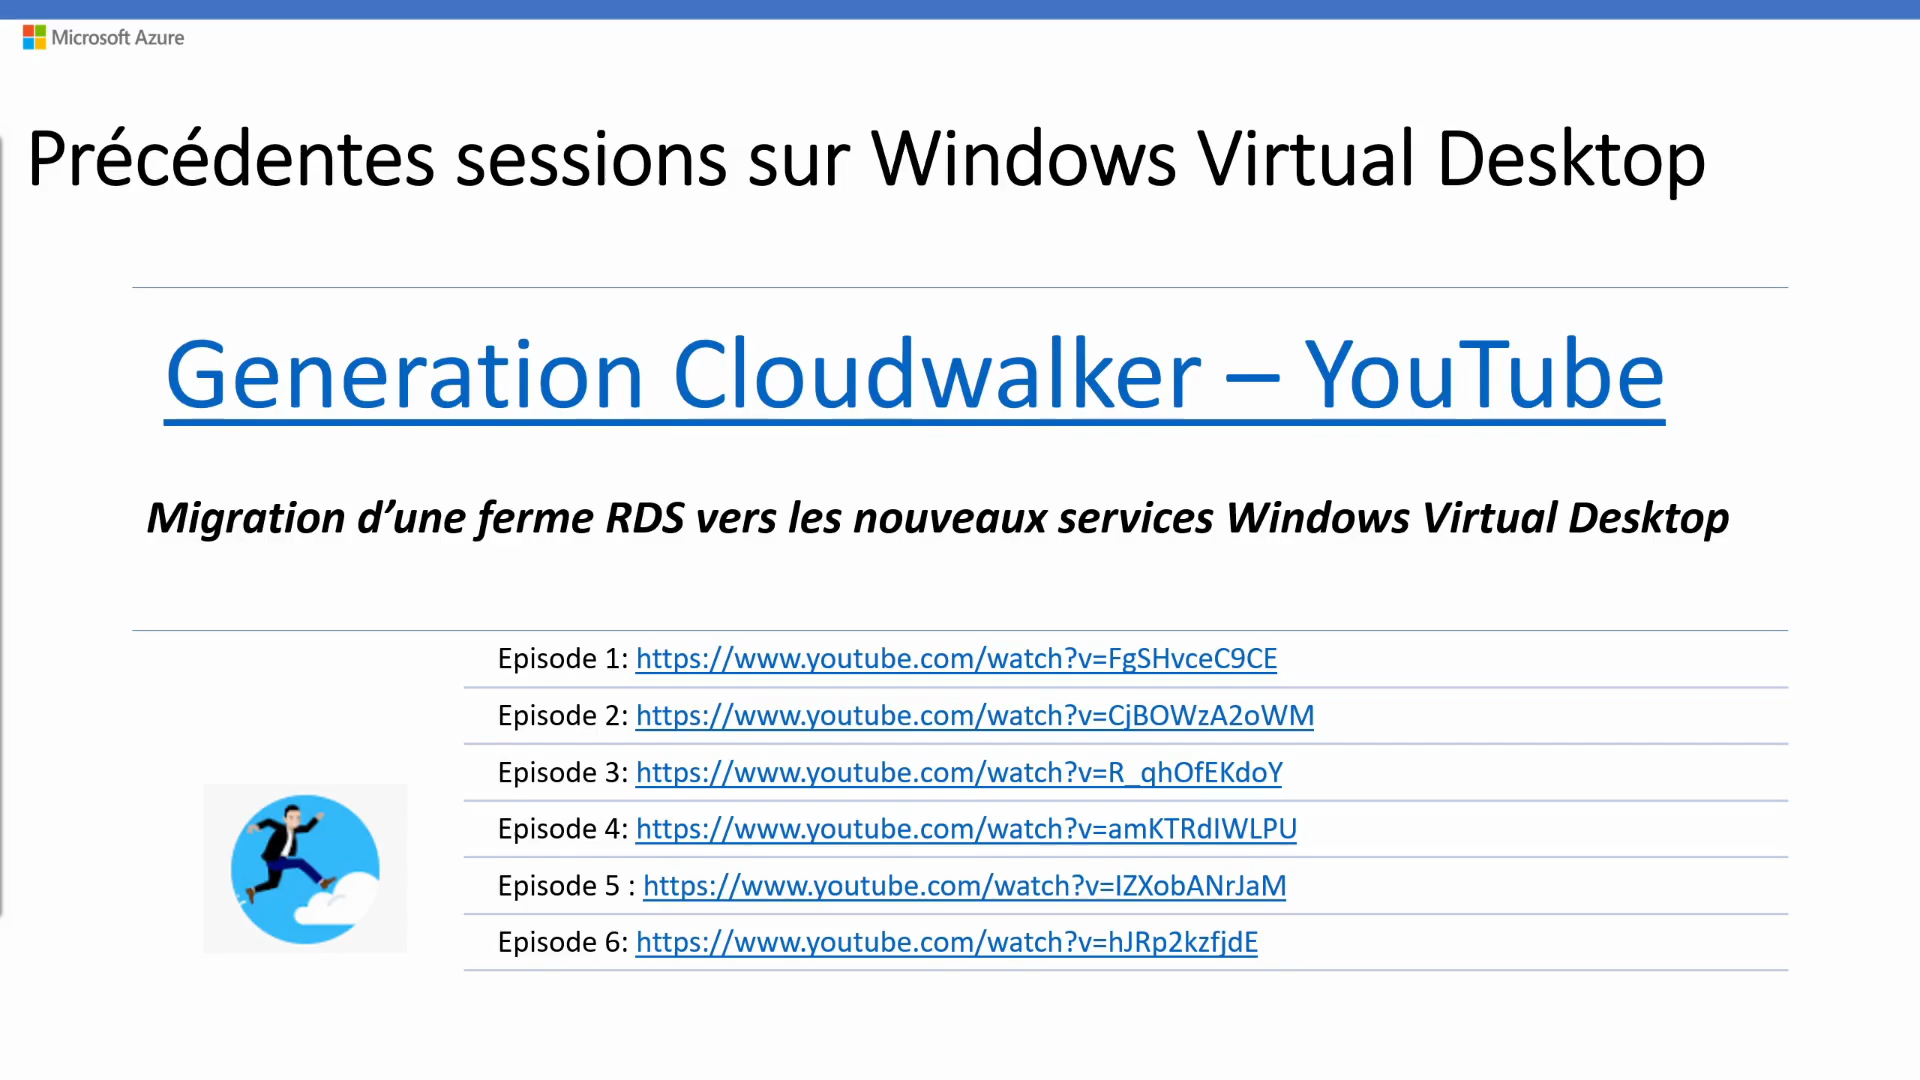 Microsoft Azure
Précédentes sessions sur Windows Virtual Desktop
Generation Cloudwalker – YouTube
Migration d’une ferme RDS vers les nouveaux services Windows Virtual Desktop
Episode 1: https://www.youtube.com/watch?v=FgSHvceC9CE
Episode 2: https://www.youtube.com/watch?v=CjBOWzA2oWM
Episode 3: https://www.youtube.com/watch?v=R_qhOfEKdoY
Episode 4: https://www.youtube.com/watch?v=amKTRdIWLPU
Episode 5 : https://www.youtube.com/watch?v=IZXobANrJaM
Episode 6: https://www.youtube.com/watch?v=hJRp2kzfjdE